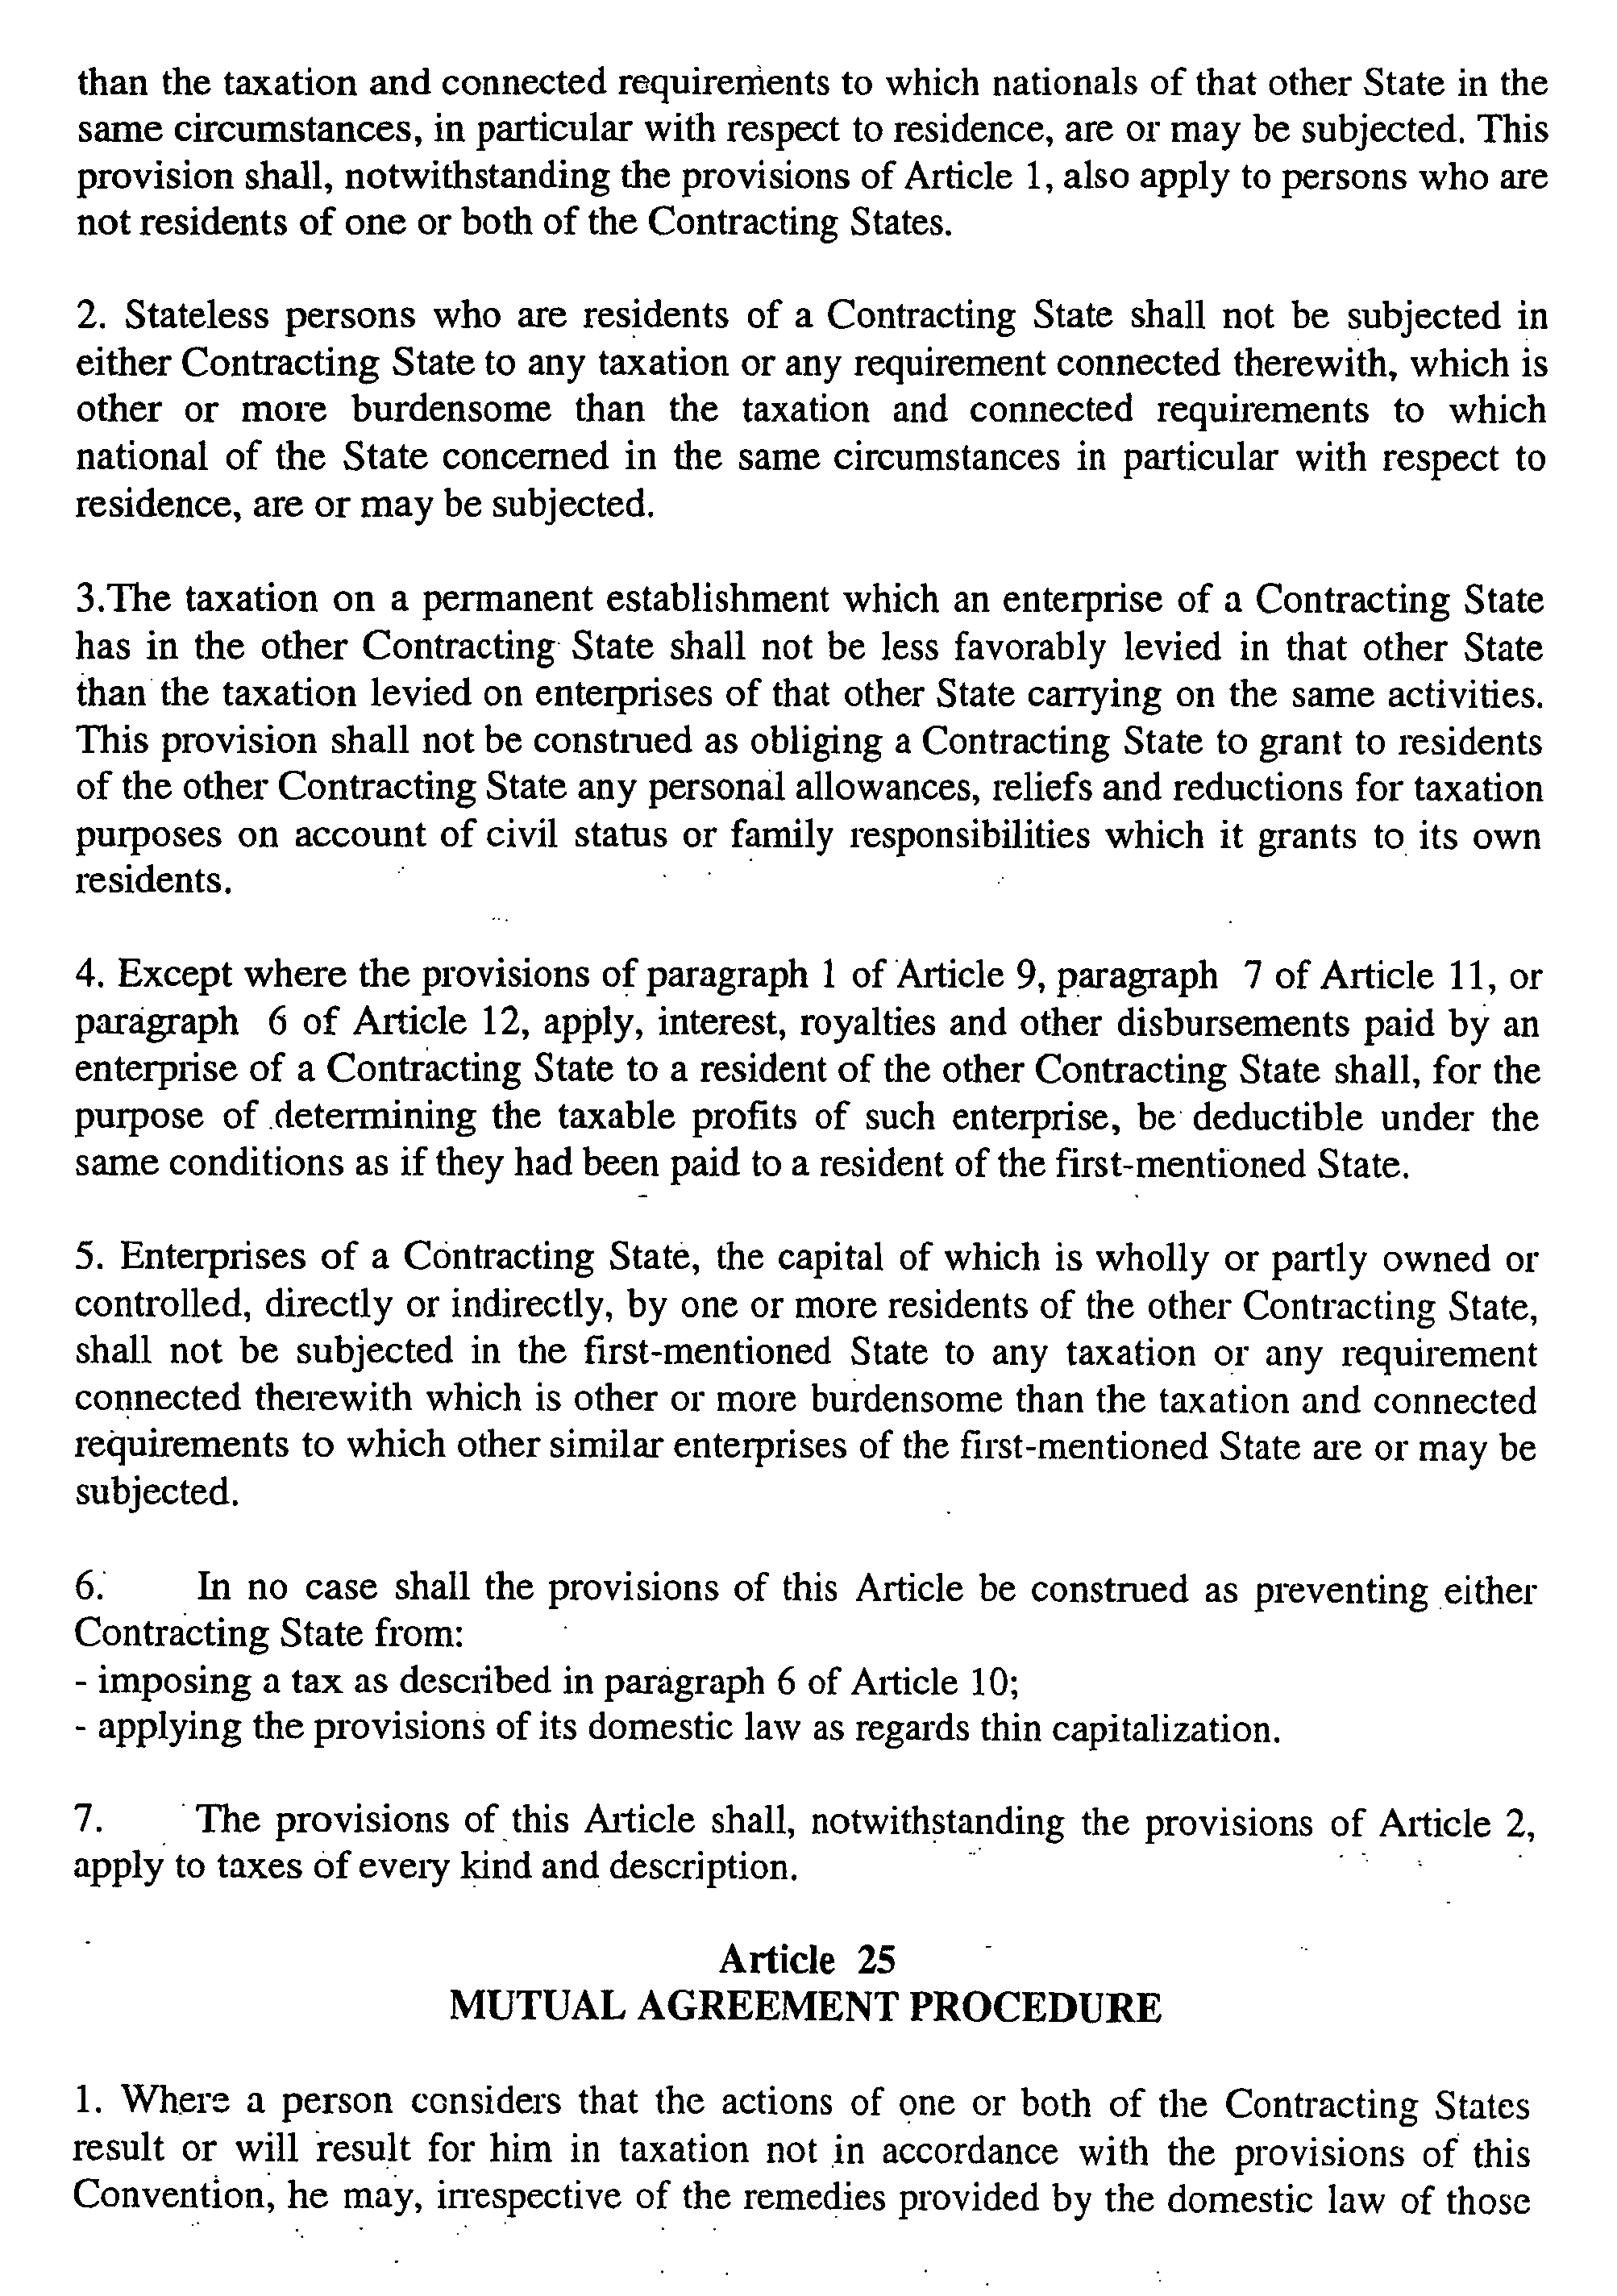 than the taxation and connected requirements to which nationals of that other State in the
same circumstances, in particular with respect to residence, are or may be subjected. This
provision shall, notwithstanding the provisions of Article 1, also apply to persons who are
not residents of one or both of the Contracting States.
2. Stateless persons who are residents of a Contracting State shall not be subjected in
either Contracting State to any taxation or any requirement connected therewith, which is
other or more burdensome than the taxation and connected requirements to which
national of the State concerned in the same circumstances in particular with respect to
residence, are or may be subjected.
3.The taxation on a permanent establishment which an enterprise of a Contracting State
has in the other Contracting State shall not be less favorably levied in that other State
than the taxation levied on enterprises of that other State carrying on the same activities.
This provision shall not be construed as obliging a Contracting State to grant to residents
of the other Contracting State any personal allowances, reliefs and reductions for taxation
purposes on account of civil status or family responsibilities which it grants to its own
residents.
4. Except where the provisions of paragraph 1 of Article 9, paragraph 7 of Article 11, or
paragraph 6 of Article 12, apply, interest, royalties and other disbursements paid by an
enterprise of a Contracting State to a resident of the other Contracting State shall, for the
purpose of determining the taxable profits of such enterprise, be deductible under the
same conditions as if they had been paid to a resident of the first-mentioned State.
5. Enterprises of a Contracting State, the capital of which is wholly or partly owned or
controlled, directly or indirectly, by one or more residents of the other Contracting State,
shall not be subjected in the first-mentioned State to any taxation or any requirement
connected therewith which is other or more burdensome than the taxation and connected
requirements to which other similar enterprises of the first-mentioned State are or may be
subjected.
6. In no case shall the provisions of this Article be construed as preventing either
Contracting State from:
- imposing a tax as described in paragraph 6 of Article 10;
- applying the provisions of its domestic law as regards thin capitalization.
7. The provisions of this Article shall, notwithstanding the provisions of Article 2,
apply to taxes of every kind and description.
Article 25
MUTUAL AGREEMENT PROCEDURE
1. Where a person considers that the actions of one or both of the Contracting States
result or will result for him in taxation not in accordance with the provisions of this
Convention, he may, irrespective of the remedies provided by the domestic law of those